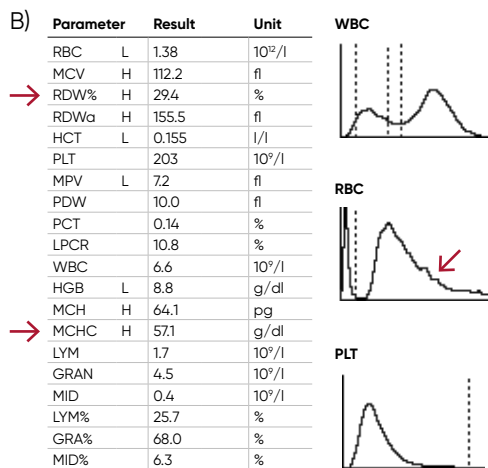 B)
Parameter Result Unit
RBC L 1.38 10¹²/l
MCV H 112.2 fl
RDW% H 29.4 %
RDWa H 155.5 fl
HCT L 0.155 l/l
PLT 203 10⁹/l
MPV L 7.2 fl
PDW 10.0 fl
PCT 0.14 %
LPCR 10.8 %
WBC 6.6 10⁹/l
HGB L 8.8 g/dl
MCH H 64.1 pg
MCHC H 57.1 g/dl
LYM 1.7 10⁹/l
GRAN 4.5 10⁹/l
MID 0.4 10⁹/l
LYM% 25.7 %
GRA% 68.0 %
MID% 6.3 %
WBC
RBC
PLT